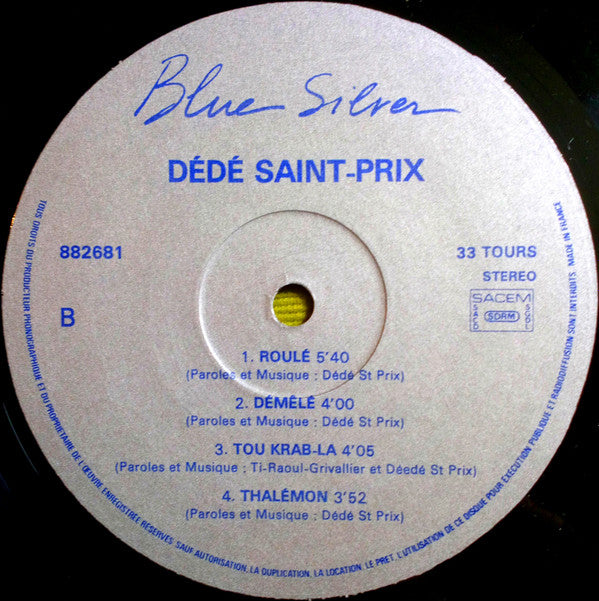 Blue Silver
DÉDÉ SAINT-PRIX
882681
33 TOURS
STEREO
SACEM
SACD
SDRM
SGDL
B
1. ROULÉ 5'40
(Paroles et Musique : Dédé St Prix)
2. DÉMÊLÉ 4'00
(Paroles et Musique : Dédé St Prix)
3. TOU KRAB-LA 4'05
(Paroles et Musique : Ti-Raoul-Grivallier et Déedé St Prix)
4. THALÉMON 3'52
(Paroles et Musique : Dédé St Prix)
TOUS DROITS DU PRODUCTEUR PHONOGRAPHIQUE ET DU PROPRIETAIRE DE L'ŒUVRE ENREGISTRÉE RESERVES. SAUF AUTORISATION, LA DUPLICATION, LA LOCATION, LE PRET, L'UTILISATION DE CE DISQUE POUR EXECUTION PUBLIQUE ET RADIODIFFUSION SONT INTERDITS. MADE IN FRANCE